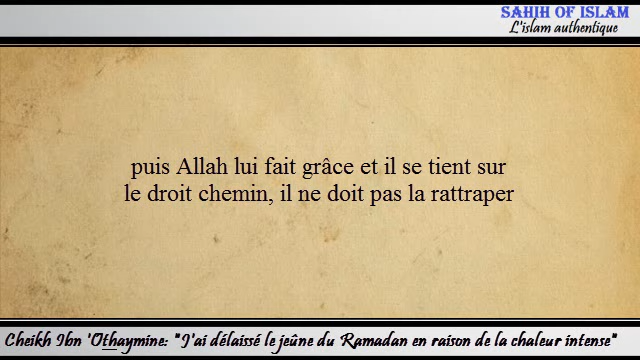 SAHIH OF ISLAM
L'islam authentique
puis Allah lui fait grâce et il se tient sur
le droit chemin, il ne doit pas la rattraper
Cheikh Ibn 'Othaymine: "J'ai délaissé le jeûne du Ramadan en raison de la chaleur intense"